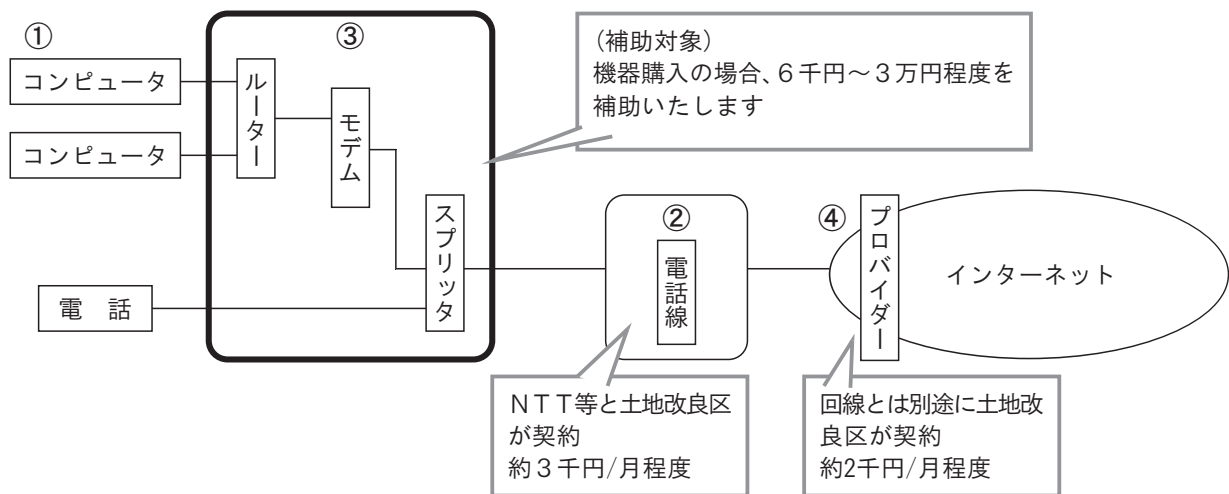 ①
③
コンピュータ
コンピュータ
ルーター
モデム
スプリッタ
電　話
（補助対象）
機器購入の場合、６千円～３万円程度を
補助いたします
②
電話線
④
プロバイダー
インターネット
ＮＴＴ等と土地改良区
が契約
約３千円/月程度
回線とは別途に土地改
良区が契約
約2千円/月程度